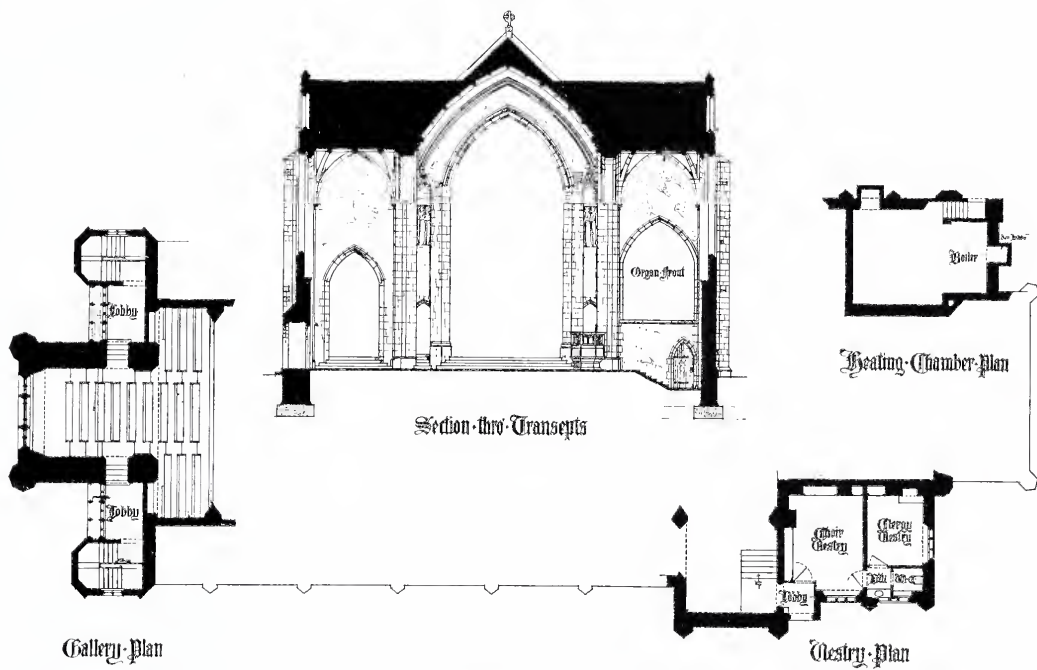 Organ·Front
Boiler
Lobby
Heating·Chamber·Plan
Section·thro'·Transepts
Lobby
Choir
Vestry
Clergy
Vestry
Lobby
Gallery·Plan
Vestry·Plan